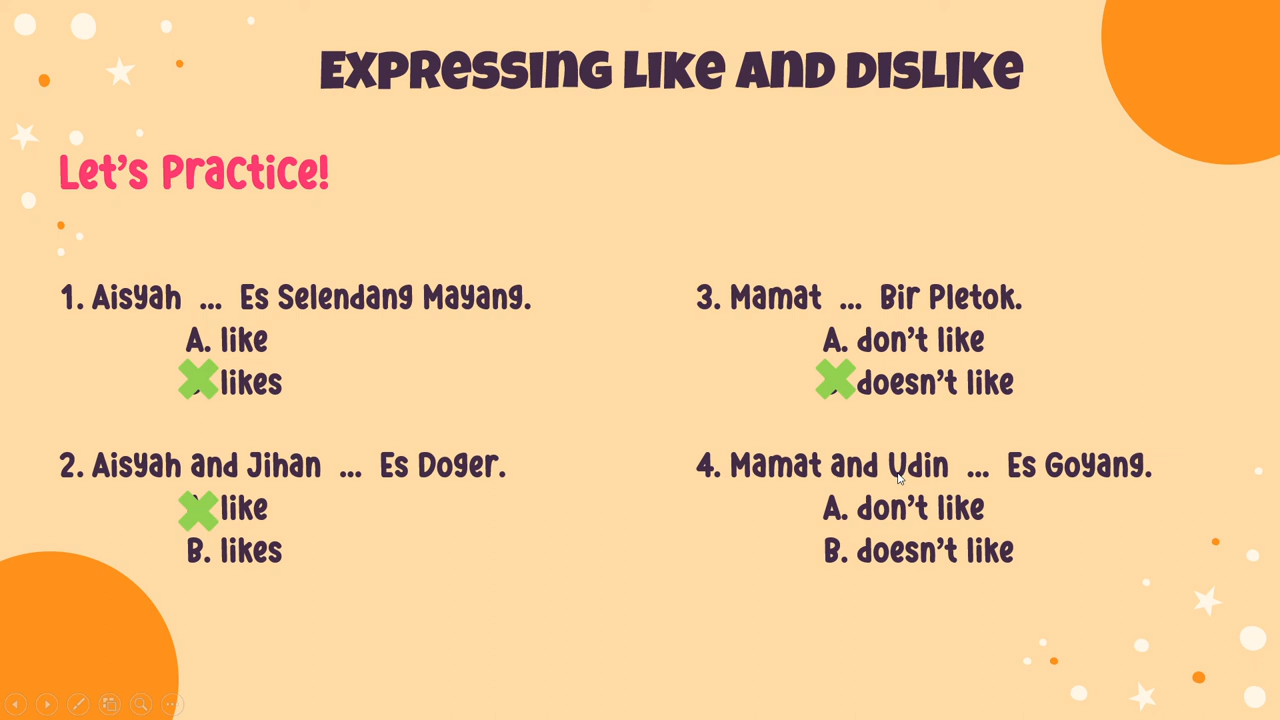 Expressing Like and Dislike
Let's Practice!
1. Aisyah ... Es Selendang Mayang.
A. like
likes
2. Aisyah and Jihan ... Es Doger.
like
B. likes
3. Mamat ... Bir Pletok.
A. don't like
doesn't like
4. Mamat and Udin ... Es Goyang.
A. don't like
B. doesn't like